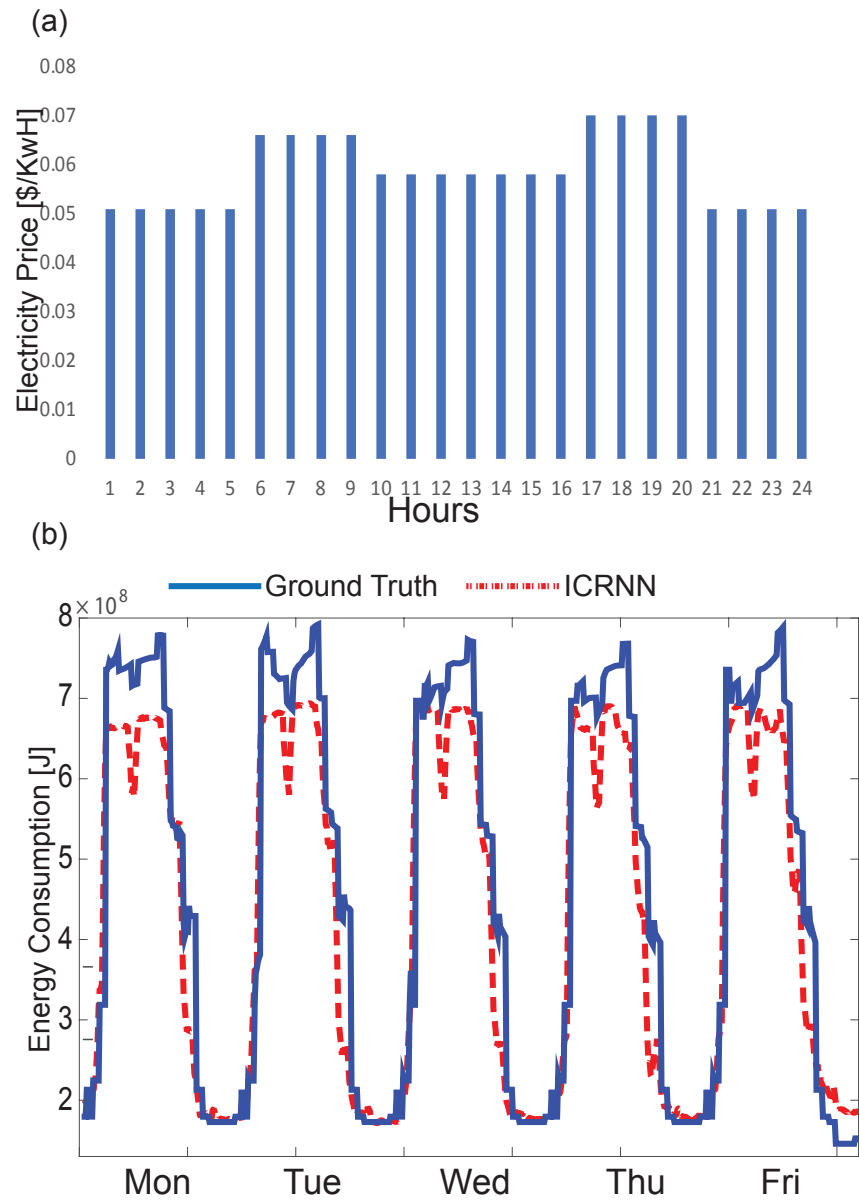 (a)
0.08
0.07
0.06
0.05
0.04
0.03
0.02
0.01
0
Electricity Price [$/KwH]
1 2 3 4 5 6 7 8 9 10 11 12 13 14 15 16 17 18 19 20 21 22 23 24
Hours
(b)
Ground Truth ICRNN
8 × 10^8
7
6
5
4
3
2
Energy Consumption [J]
Mon Tue Wed Thu Fri